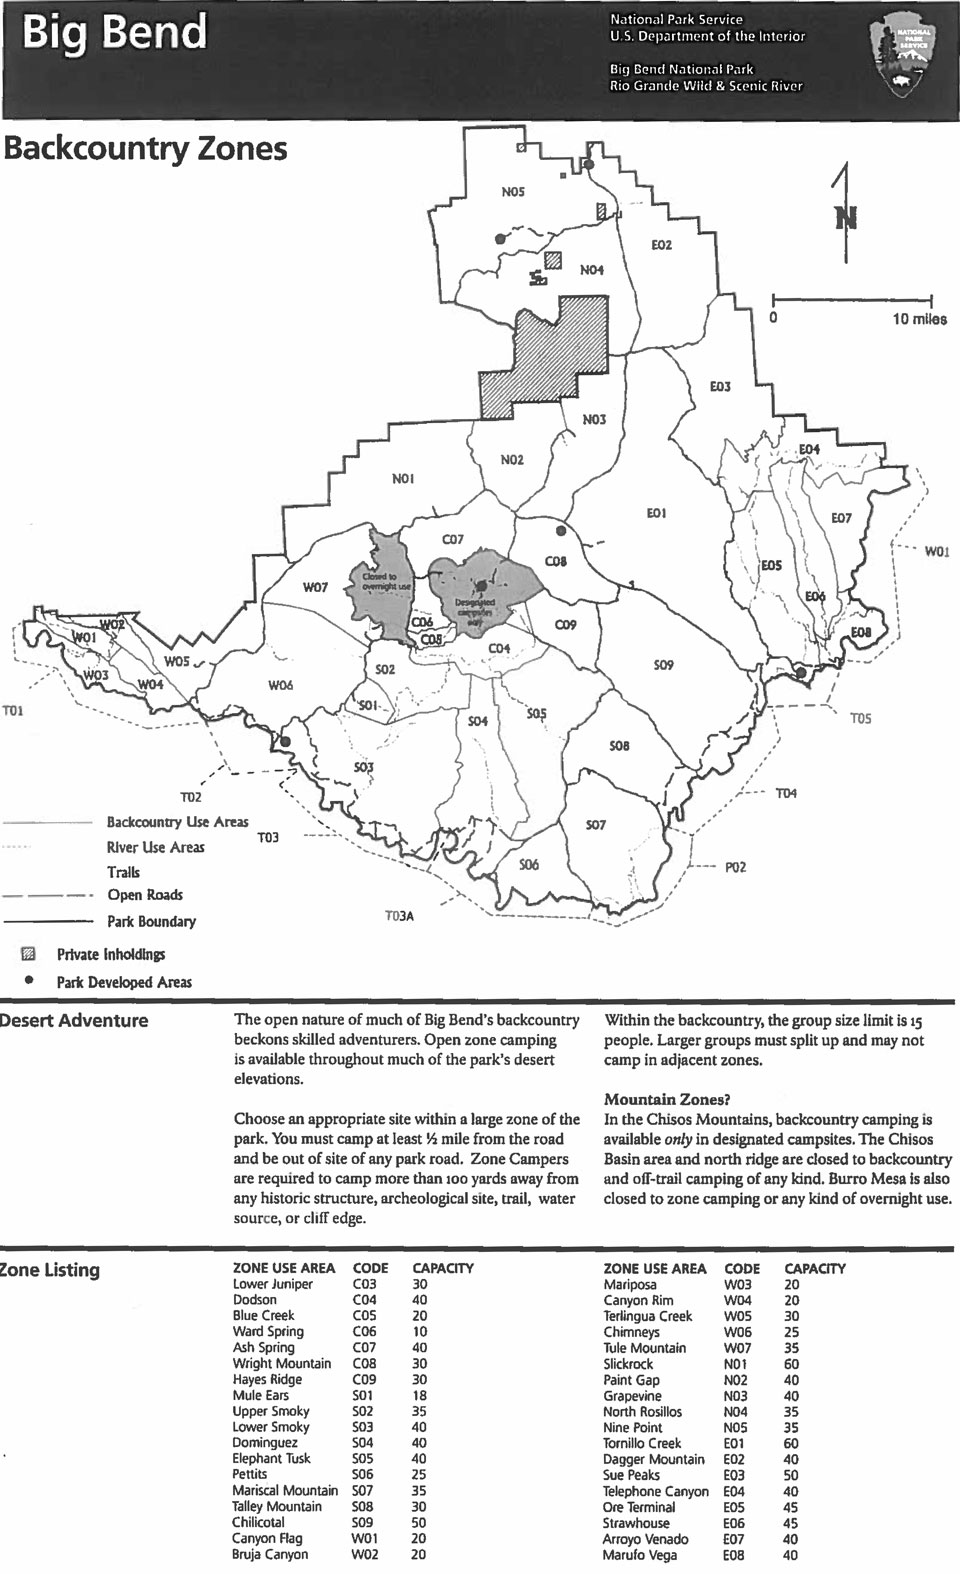 Big Bend
National Park Service
U.S. Department of the Interior
Big Bend National Park
Rio Grande Wild & Scenic River
NATIONAL
PARK
SERVICE
Backcountry Zones
N05
E02
N04
N
0
10 miles
E03
N03
E04
N02
N01
E01
E07
C07
W01
C08
E05
Closed to
overnight use
W07
Designated
campsites
only
E06
C06
C09
W02
W01
C05
E08
C04
W05
S02
S09
W03
W04
W06
S01
T01
S04
S05
T05
S08
S03
T04
T02
S07
T03
S06
P02
T03A
Backcountry Use Areas
River Use Areas
Trails
Open Roads
Park Boundary
Private Inholdings
Park Developed Areas
Desert Adventure
The open nature of much of Big Bend's backcountry
beckons skilled adventurers. Open zone camping
is available throughout much of the park's desert
elevations.
Choose an appropriate site within a large zone of the
park. You must camp at least ½ mile from the road
and be out of site of any park road. Zone Campers
are required to camp more than 100 yards away from
any historic structure, archeological site, trail, water
source, or cliff edge.
Within the backcountry, the group size limit is 15
people. Larger groups must split up and may not
camp in adjacent zones.
Mountain Zones?
In the Chisos Mountains, backcountry camping is
available only in designated campsites. The Chisos
Basin area and north ridge are closed to backcountry
and off-trail camping of any kind. Burro Mesa is also
closed to zone camping or any kind of overnight use.
Zone Listing
ZONE USE AREA CODE CAPACITY
Lower Juniper C03 30
Dodson C04 40
Blue Creek C05 20
Ward Spring C06 10
Ash Spring C07 40
Wright Mountain C08 30
Hayes Ridge C09 30
Mule Ears S01 18
Upper Smoky S02 35
Lower Smoky S03 40
Dominguez S04 40
Elephant Tusk S05 40
Pettits S06 25
Mariscal Mountain S07 35
Talley Mountain S08 30
Chilicotal S09 50
Canyon Flag W01 20
Bruja Canyon W02 20
ZONE USE AREA CODE CAPACITY
Mariposa W03 20
Canyon Rim W04 20
Terlingua Creek W05 30
Chimneys W06 25
Tule Mountain W07 35
Slickrock N01 60
Paint Gap N02 40
Grapevine N03 40
North Rosillos N04 35
Nine Point N05 35
Tornillo Creek E01 60
Dagger Mountain E02 40
Sue Peaks E03 50
Telephone Canyon E04 40
Ore Terminal E05 45
Strawhouse E06 45
Arroyo Venado E07 40
Marufo Vega E08 40